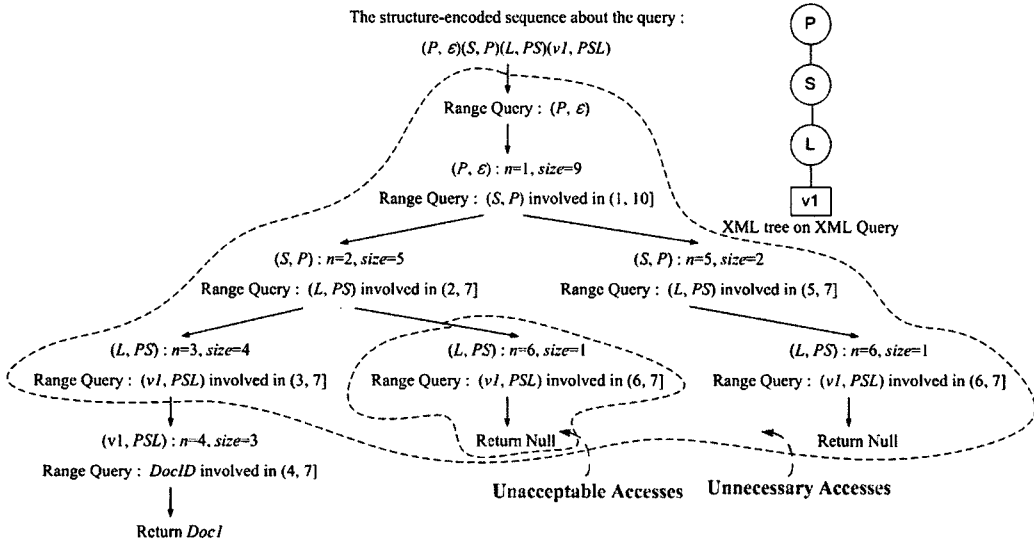 The structure-encoded sequence about the query :
(P, ε)(S, P)(L, PS)(v1, PSL)
Range Query : (P, ε)
(P, ε) : n=1, size=9
Range Query : (S, P) involved in (1, 10]
P
S
L
v1
XML tree on XML Query
(S, P) : n=2, size=5
Range Query : (L, PS) involved in (2, 7]
(S, P) : n=5, size=2
Range Query : (L, PS) involved in (5, 7]
(L, PS) : n=3, size=4
Range Query : (v1, PSL) involved in (3, 7]
(L, PS) : n=6, size=1
Range Query : (v1, PSL) involved in (6, 7]
(L, PS) : n=6, size=1
Range Query : (v1, PSL) involved in (6, 7]
(v1, PSL) : n=4, size=3
Range Query : DocID involved in (4, 7]
Return Doc1
Return Null
Return Null
Unacceptable Accesses
Unnecessary Accesses